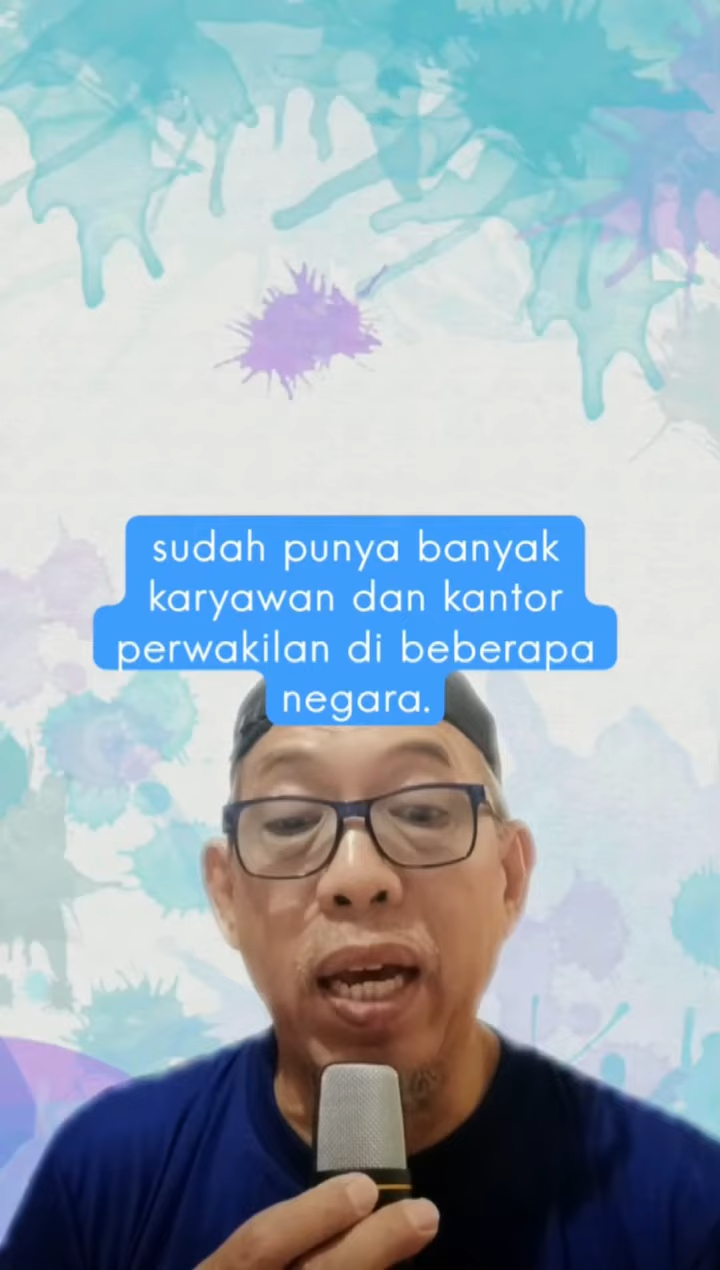 sudah punya banyak
karyawan dan kantor
perwakilan di beberapa
negara.